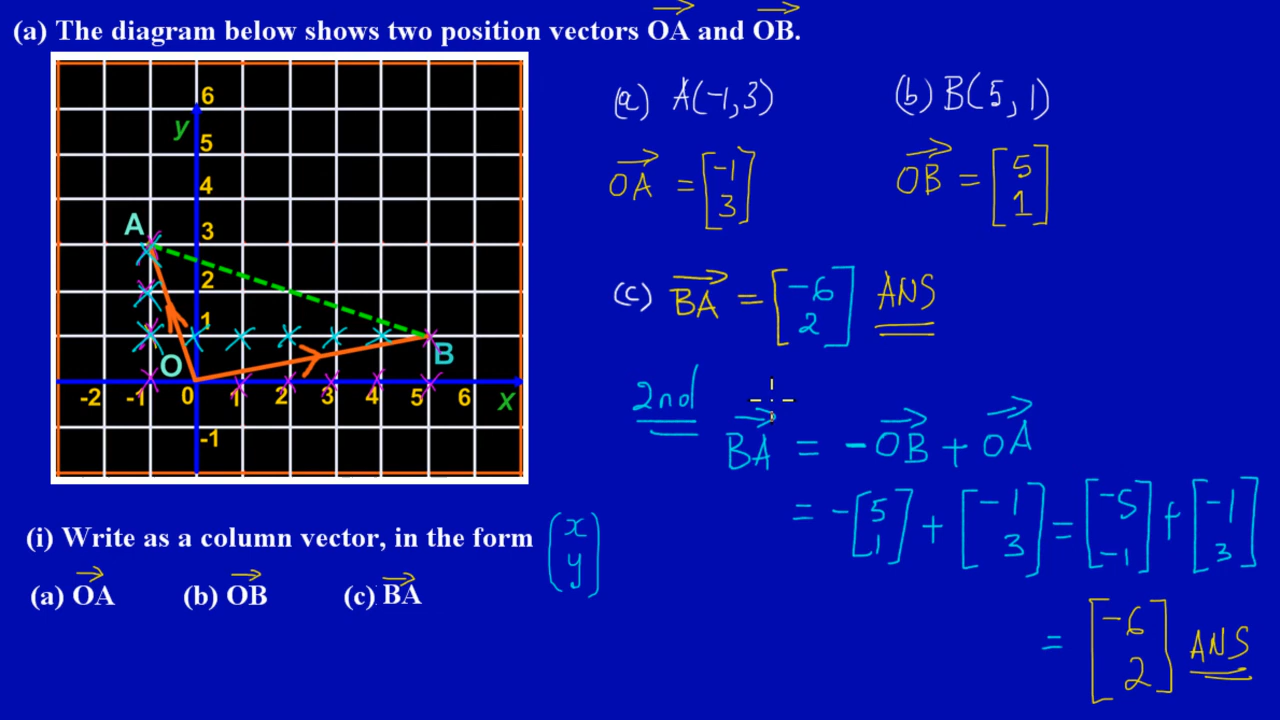 (a) The diagram below shows two position vectors OA and OB.
6
y
5
4
A
3
2
1
O
B
-2 -1 0 1 2 3 4 5 6 x
-1
(i) Write as a column vector, in the form (x
y)
(a) OA (b) OB (c) BA
(a) A(-1,3) (b) B(5,1)
OA = [-1
3]
OB = [5
1]
(c) BA = [-6
2] ANS
2nd
BA = -OB + OA
= -[5
1] + [-1
3] = [-5
-1] + [-1
3]
= [-6
2] ANS